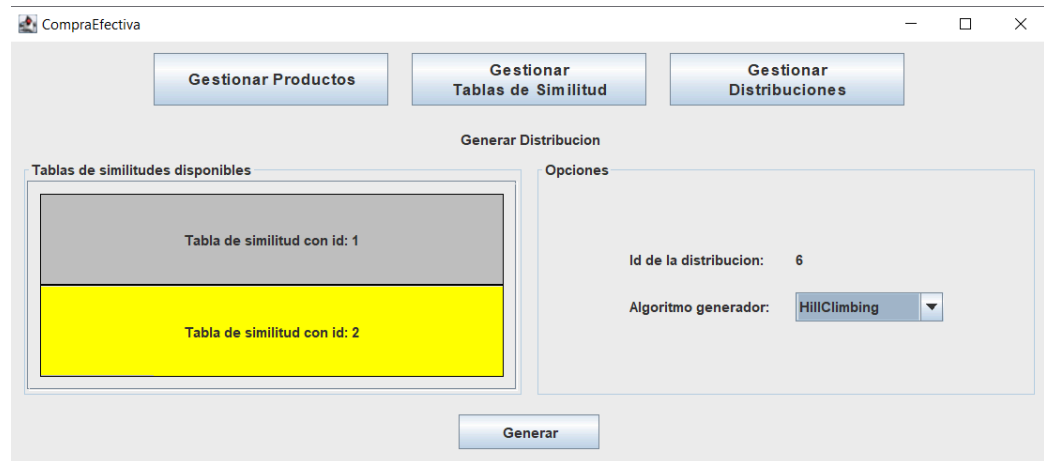 CompraEfectiva
Gestionar Productos
Gestionar
Tablas de Similitud
Gestionar
Distribuciones
Generar Distribucion
Tablas de similitudes disponibles
Tabla de similitud con id: 1
Tabla de similitud con id: 2
Opciones
Id de la distribucion: 6
Algoritmo generador: HillClimbing
Generar